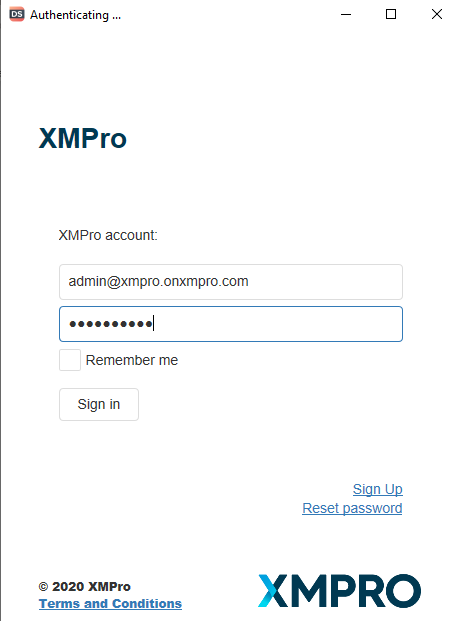 DS Authenticating ...
XMPro
XMPro account:
admin@xmpro.onxmpro.com
●●●●●●●●●●
Remember me
Sign in
Sign Up
Reset password
© 2020 XMPro
Terms and Conditions
XMPRO